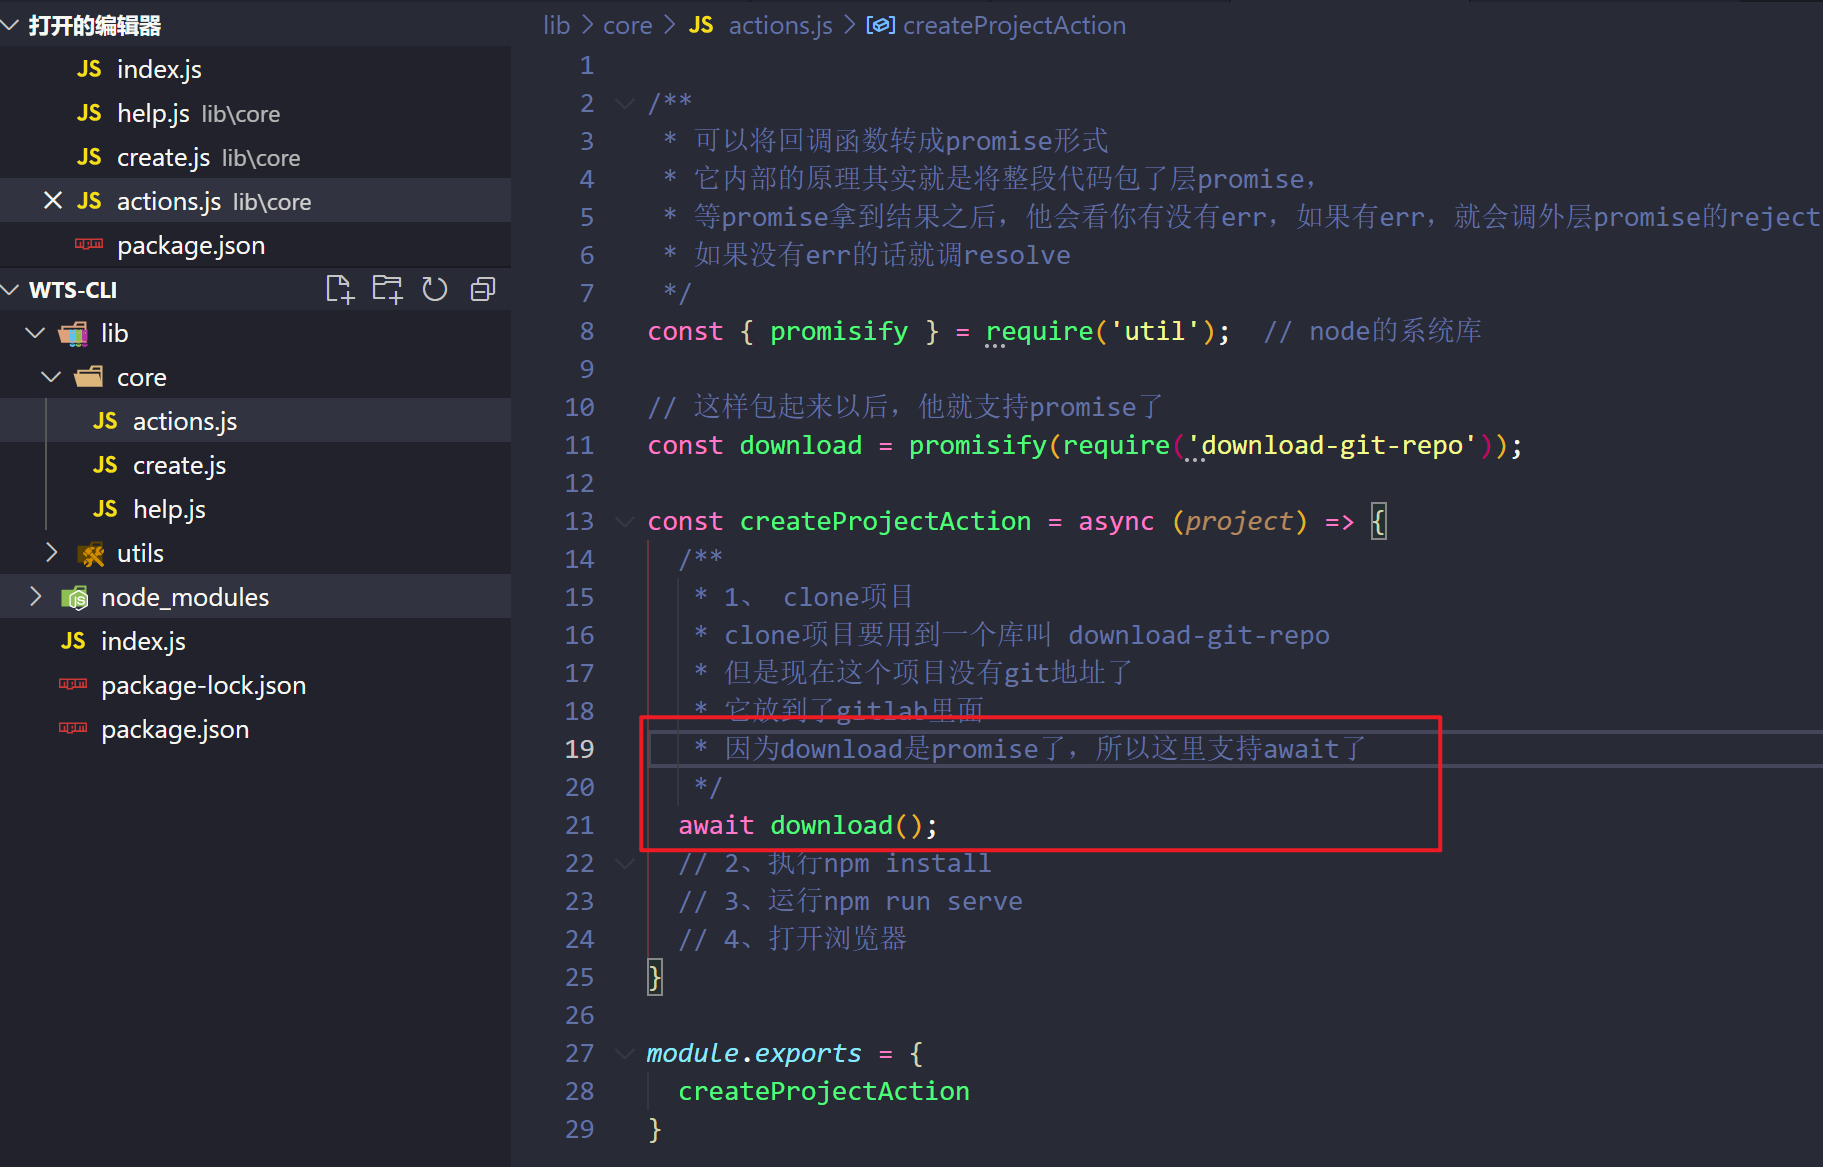 打开的编辑器
JS index.js
JS help.js lib\core
JS create.js lib\core
JS actions.js lib\core
package.json
WTS-CLI
lib
core
JS actions.js
JS create.js
JS help.js
utils
node_modules
JS index.js
package-lock.json
package.json
lib > core > JS actions.js > createProjectAction
1
2 /**
3 * 可以将回调函数转成promise形式
4 * 它内部的原理其实就是将整段代码包了层promise，
5 * 等promise拿到结果之后，他会看你有没有err，如果有err，就会调外层promise的reject
6 * 如果没有err的话就调resolve
7 */
8 const { promisify } = require('util'); // node的系统库
9
10 // 这样包起来以后，他就支持promise了
11 const download = promisify(require('download-git-repo'));
12
13 const createProjectAction = async (project) => {
14 /**
15 * 1、 clone项目
16 * clone项目要用到一个库叫 download-git-repo
17 * 但是现在这个项目没有git地址了
18 * 它放到了gitlab里面
19 * 因为download是promise了，所以这里支持await了
20 */
21 await download();
22 // 2、执行npm install
23 // 3、运行npm run serve
24 // 4、打开浏览器
25 }
26
27 module.exports = {
28 createProjectAction
29 }